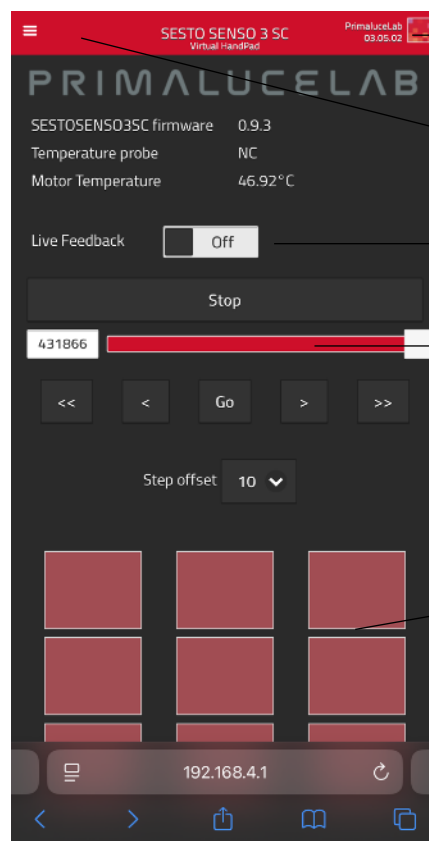 SESTO SENSO 3 SC
Virtual HandPad
PrimaluceLab
03.05.02
PRIMALUCELAB
SESTOSENSO3SC firmware 0.9.3
Temperature probe NC
Motor Temperature 46.92°C
Live Feedback Off
Stop
431866
<< < Go > >>
Step offset 10
192.168.4.1